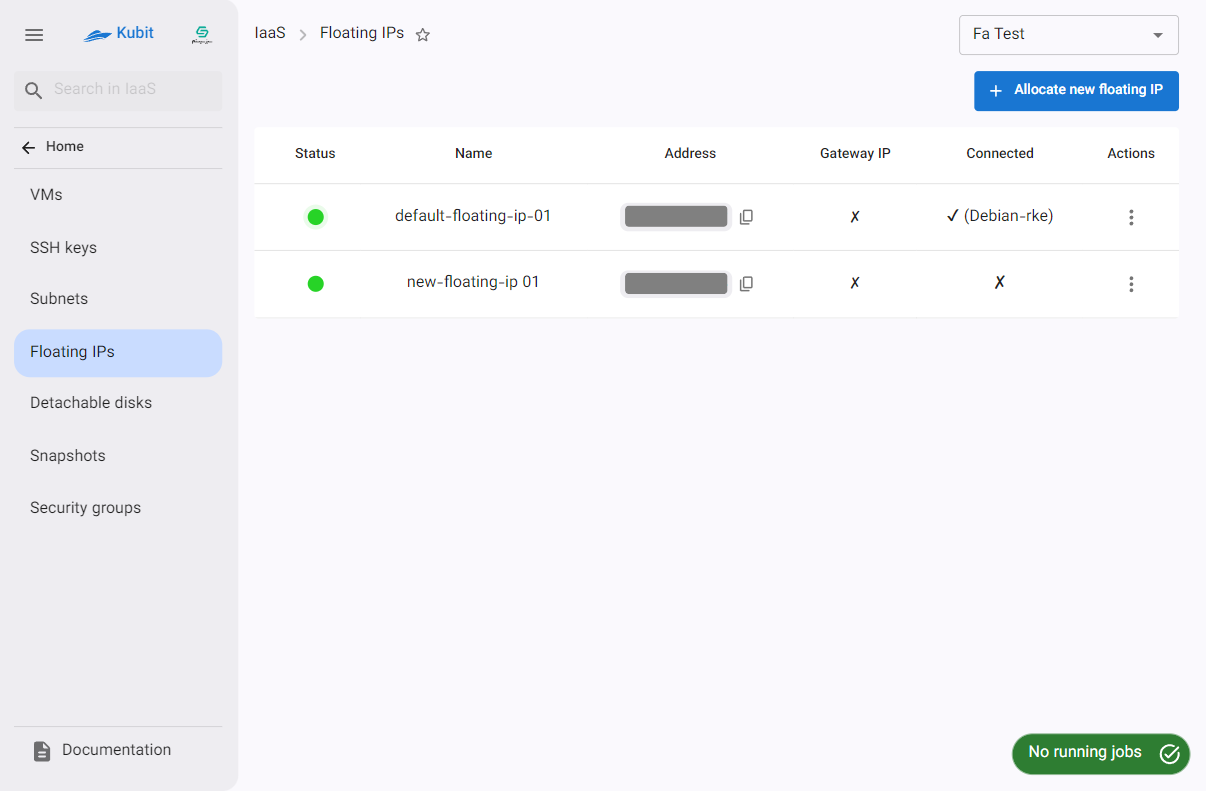 Kubit
IaaS
Floating IPs
Fa Test
Search in IaaS
Allocate new floating IP
Home
VMs
SSH keys
Subnets
Floating IPs
Detachable disks
Snapshots
Security groups
Documentation
Status Name Address Gateway IP Connected Actions
default-floating-ip-01 ✗ ✓ (Debian-rke)
new-floating-ip 01 ✗ ✗
No running jobs